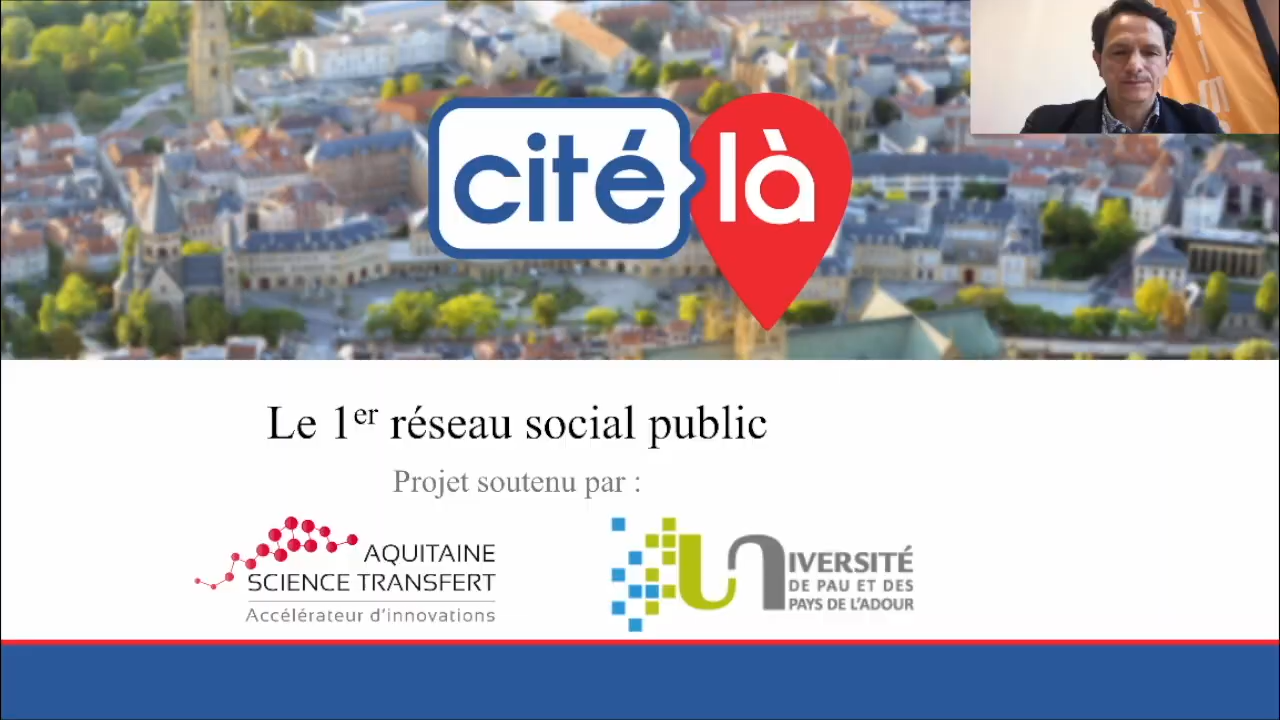 cité là
Le 1er réseau social public
Projet soutenu par :
AQUITAINE
SCIENCE TRANSFERT
Accélérateur d'innovations
UNIVERSITÉ
DE PAU ET DES
PAYS DE L'ADOUR